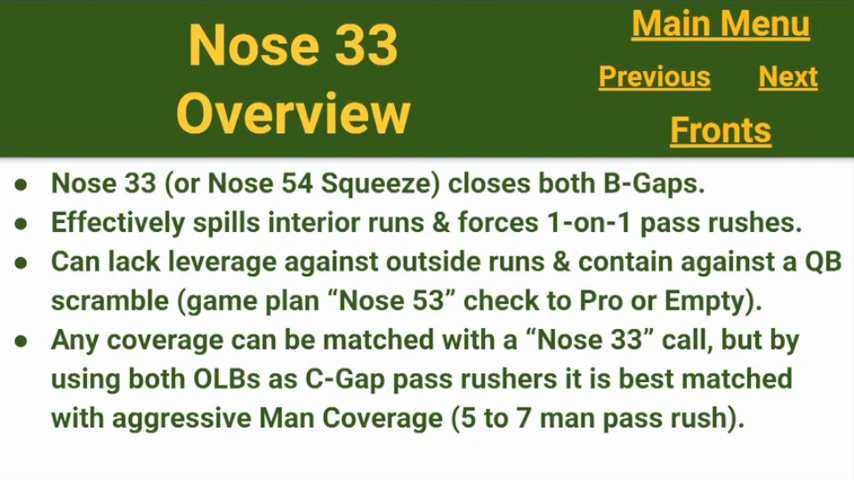 Nose 33
Overview
Main Menu
Previous Next
Fronts
● Nose 33 (or Nose 54 Squeeze) closes both B-Gaps.
● Effectively spills interior runs & forces 1-on-1 pass rushes.
● Can lack leverage against outside runs & contain against a QB
scramble (game plan “Nose 53” check to Pro or Empty).
● Any coverage can be matched with a “Nose 33” call, but by
using both OLBs as C-Gap pass rushers it is best matched
with aggressive Man Coverage (5 to 7 man pass rush).